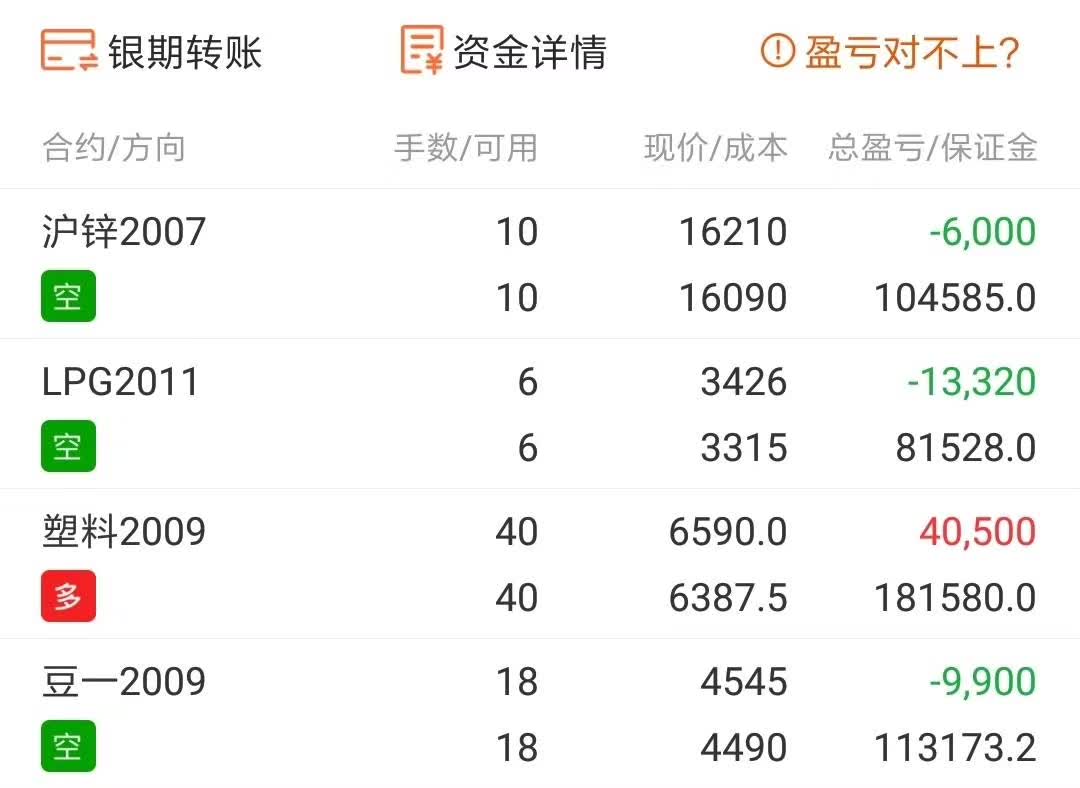 银期转账 资金详情 盈亏对不上?
合约/方向 手数/可用 现价/成本 总盈亏/保证金
沪锌2007 10 16210 -6,000
空 10 16090 104585.0
LPG2011 6 3426 -13,320
空 6 3315 81528.0
塑料2009 40 6590.0 40,500
多 40 6387.5 181580.0
豆一2009 18 4545 -9,900
空 18 4490 113173.2